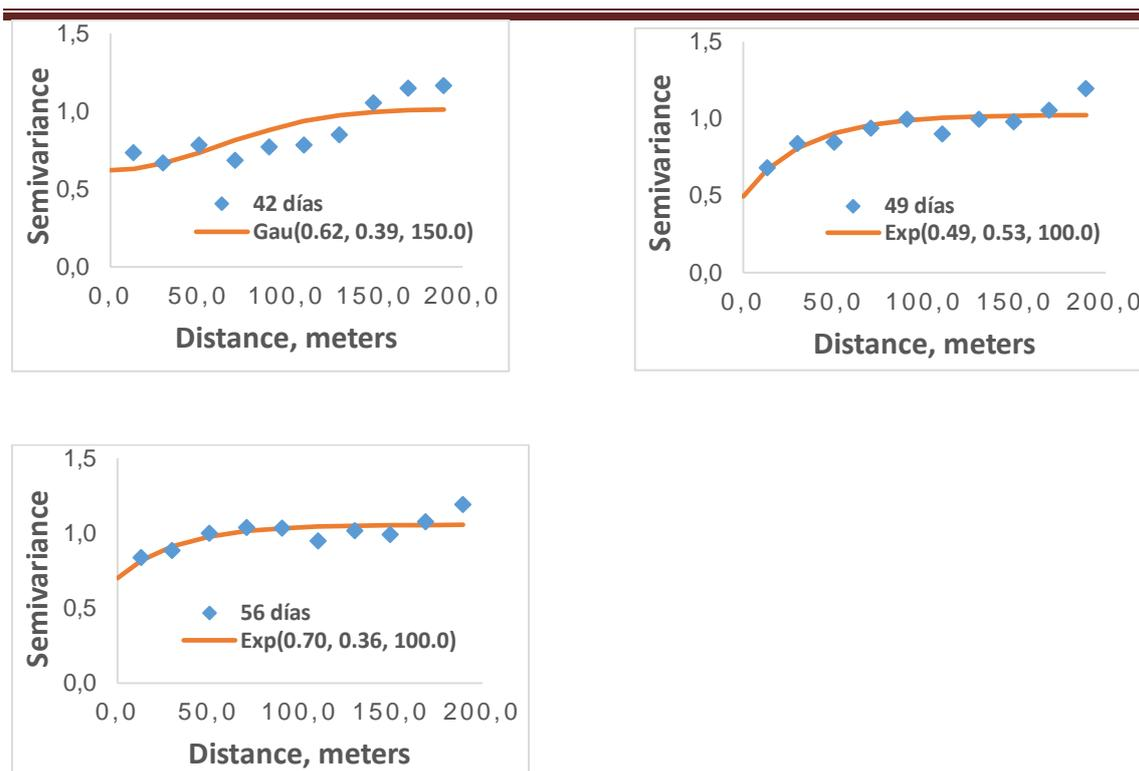 1,5
1,0
0,5
0,0
Semivariance
42 días
Gau(0.62, 0.39, 150.0)
0,0 50,0 100,0 150,0 200,0
Distance, meters
1,5
1,0
0,5
0,0
Semivariance
49 días
Exp(0.49, 0.53, 100.0)
0,0 50,0 100,0 150,0 200,0
Distance, meters
1,5
1,0
0,5
0,0
Semivariance
56 días
Exp(0.70, 0.36, 100.0)
0,0 50,0 100,0 150,0 200,0
Distance, meters